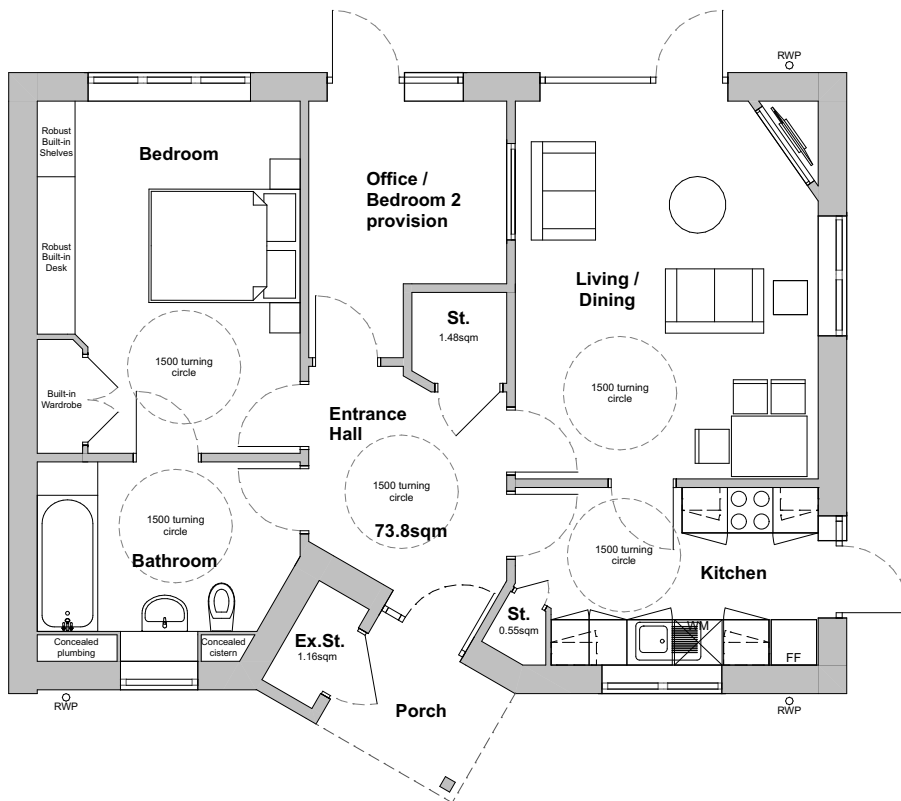 RWP
Robust
Built-in
Shelves
Bedroom
Office /
Bedroom 2
provision
Robust
Built-in
Desk
Living /
Dining
St.
1.48sqm
1500 turning
circle
1500 turning
circle
Built-in
Wardrobe
Entrance
Hall
1500 turning
circle
73.8sqm
1500 turning
circle
Bathroom
1500 turning
circle
Kitchen
St.
0.55sqm
WM
FF
Concealed
plumbing
Concealed
cistern
Ex.St.
1.16sqm
RWP
Porch
RWP